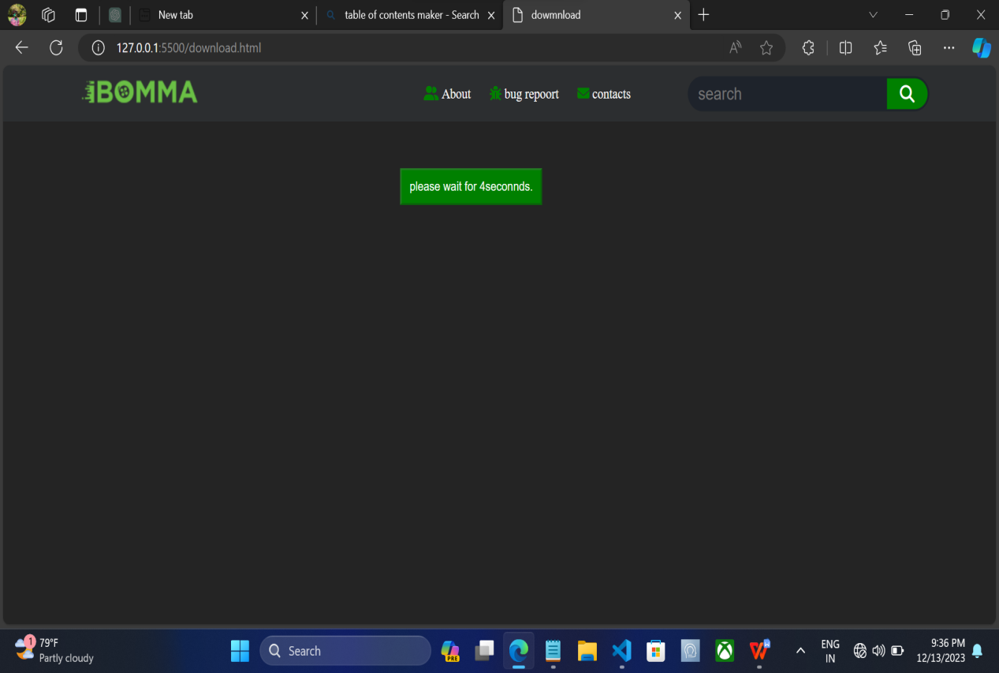 New tab
table of contents maker - Search
dowmnload
127.0.0.1:5500/download.html
iBOMMA
About
bug repoort
contacts
search
please wait for 4seconnds.
1
79°F
Partly cloudy
Search
PRE
W
ENG
IN
9:36 PM
12/13/2023